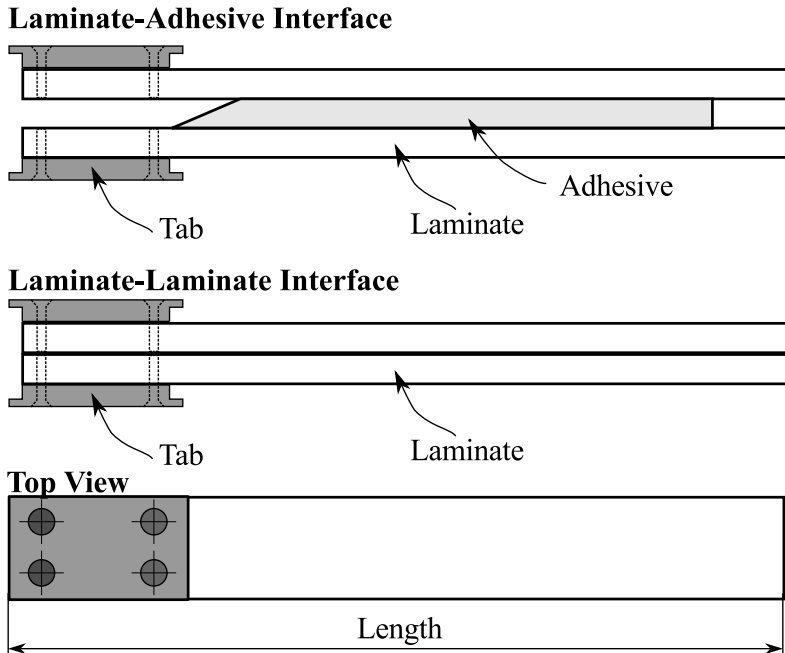 Laminate-Adhesive Interface
Adhesive
Laminate
Tab
Laminate-Laminate Interface
Laminate
Tab
Top View
Length